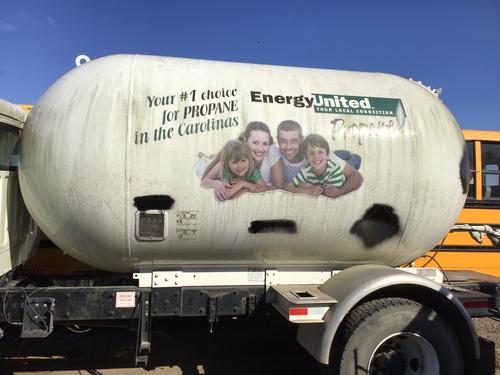 Your #1 choice
for PROPANE
in the Carolinas
EnergyUnited
YOUR LOCAL CONNECTION
Propane